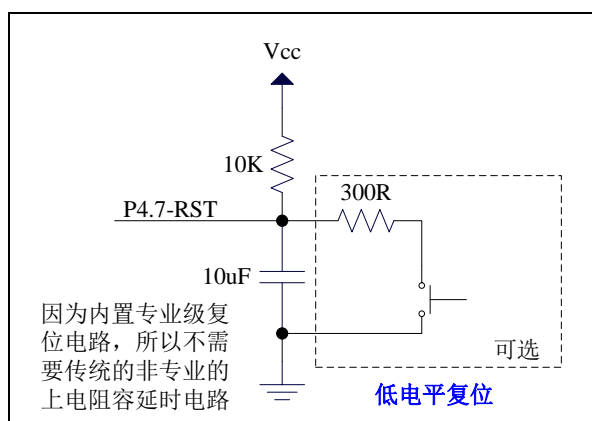 Vcc
10K
300R
P4.7-RST
10uF
因为内置专业级复
位电路，所以不需
要传统的非专业的
上电阻容延时电路
可选
低电平复位